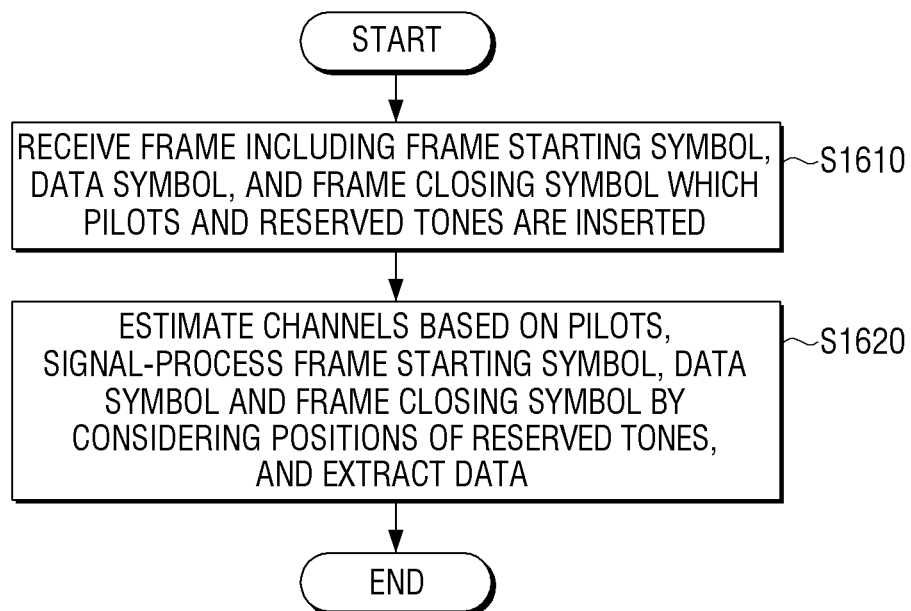 START
RECEIVE FRAME INCLUDING FRAME STARTING SYMBOL,
DATA SYMBOL, AND FRAME CLOSING SYMBOL WHICH
PILOTS AND RESERVED TONES ARE INSERTED
S1610
ESTIMATE CHANNELS BASED ON PILOTS,
SIGNAL-PROCESS FRAME STARTING SYMBOL, DATA
SYMBOL AND FRAME CLOSING SYMBOL BY
CONSIDERING POSITIONS OF RESERVED TONES,
AND EXTRACT DATA
S1620
END